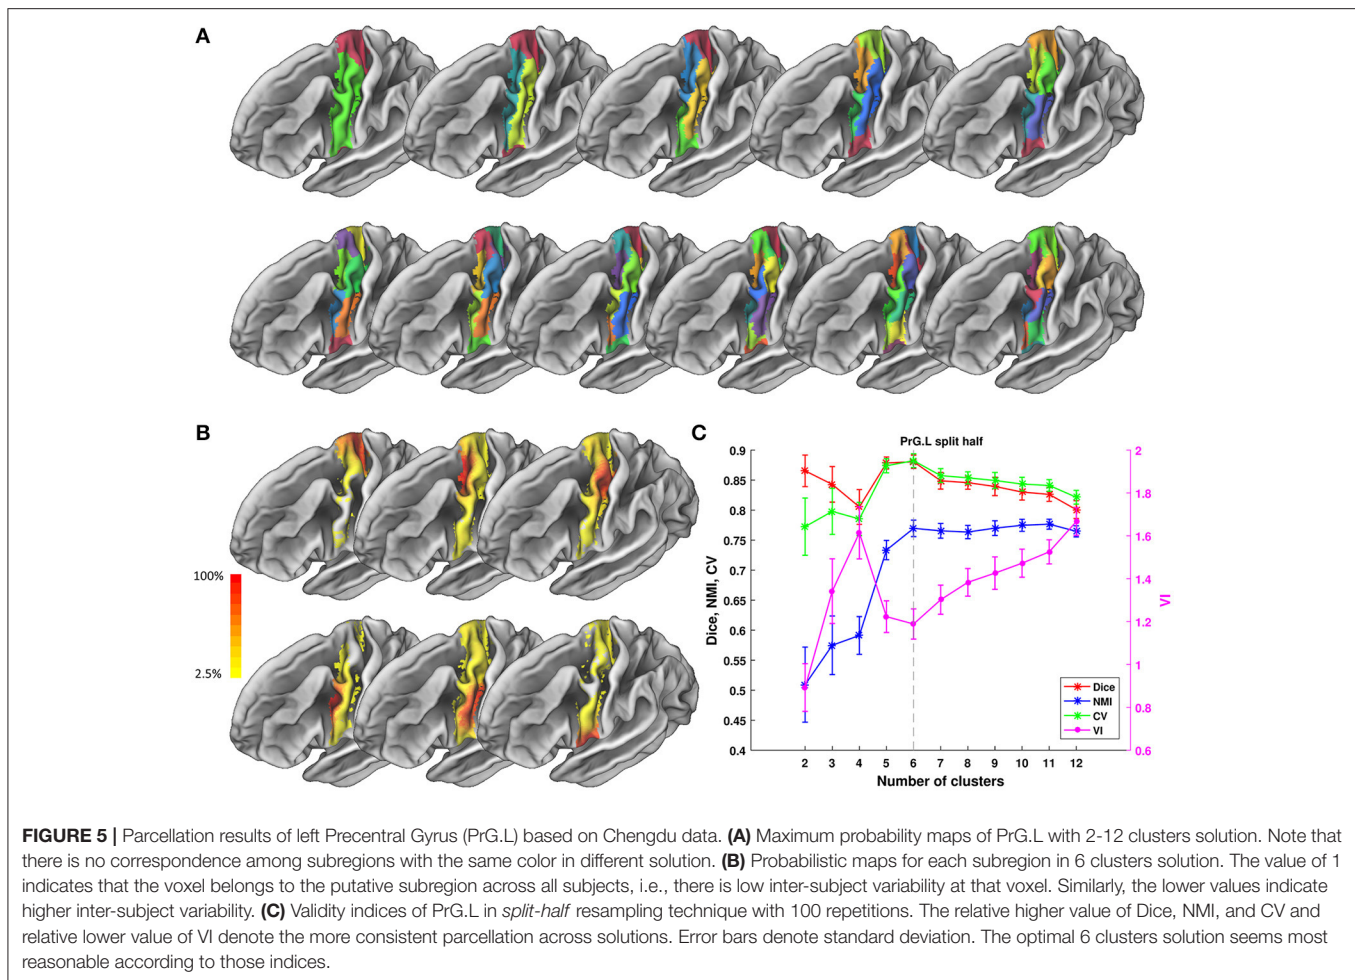 A
B
100%
2.5%
C
PrG.L split half
0.9
0.85
0.8
0.75
0.7
0.65
0.6
0.55
0.5
0.45
0.4
Dice, NMI, CV
2
1.8
1.6
1.4
1.2
1
0.8
0.6
VI
Dice
NMI
CV
VI
2 3 4 5 6 7 8 9 10 11 12
Number of clusters
FIGURE 5 | Parcellation results of left Precentral Gyrus (PrG.L) based on Chengdu data. (A) Maximum probability maps of PrG.L with 2-12 clusters solution. Note that
there is no correspondence among subregions with the same color in different solution. (B) Probabilistic maps for each subregion in 6 clusters solution. The value of 1
indicates that the voxel belongs to the putative subregion across all subjects, i.e., there is low inter-subject variability at that voxel. Similarly, the lower values indicate
higher inter-subject variability. (C) Validity indices of PrG.L in split-half resampling technique with 100 repetitions. The relative higher value of Dice, NMI, and CV and
relative lower value of VI denote the more consistent parcellation across solutions. Error bars denote standard deviation. The optimal 6 clusters solution seems most
reasonable according to those indices.